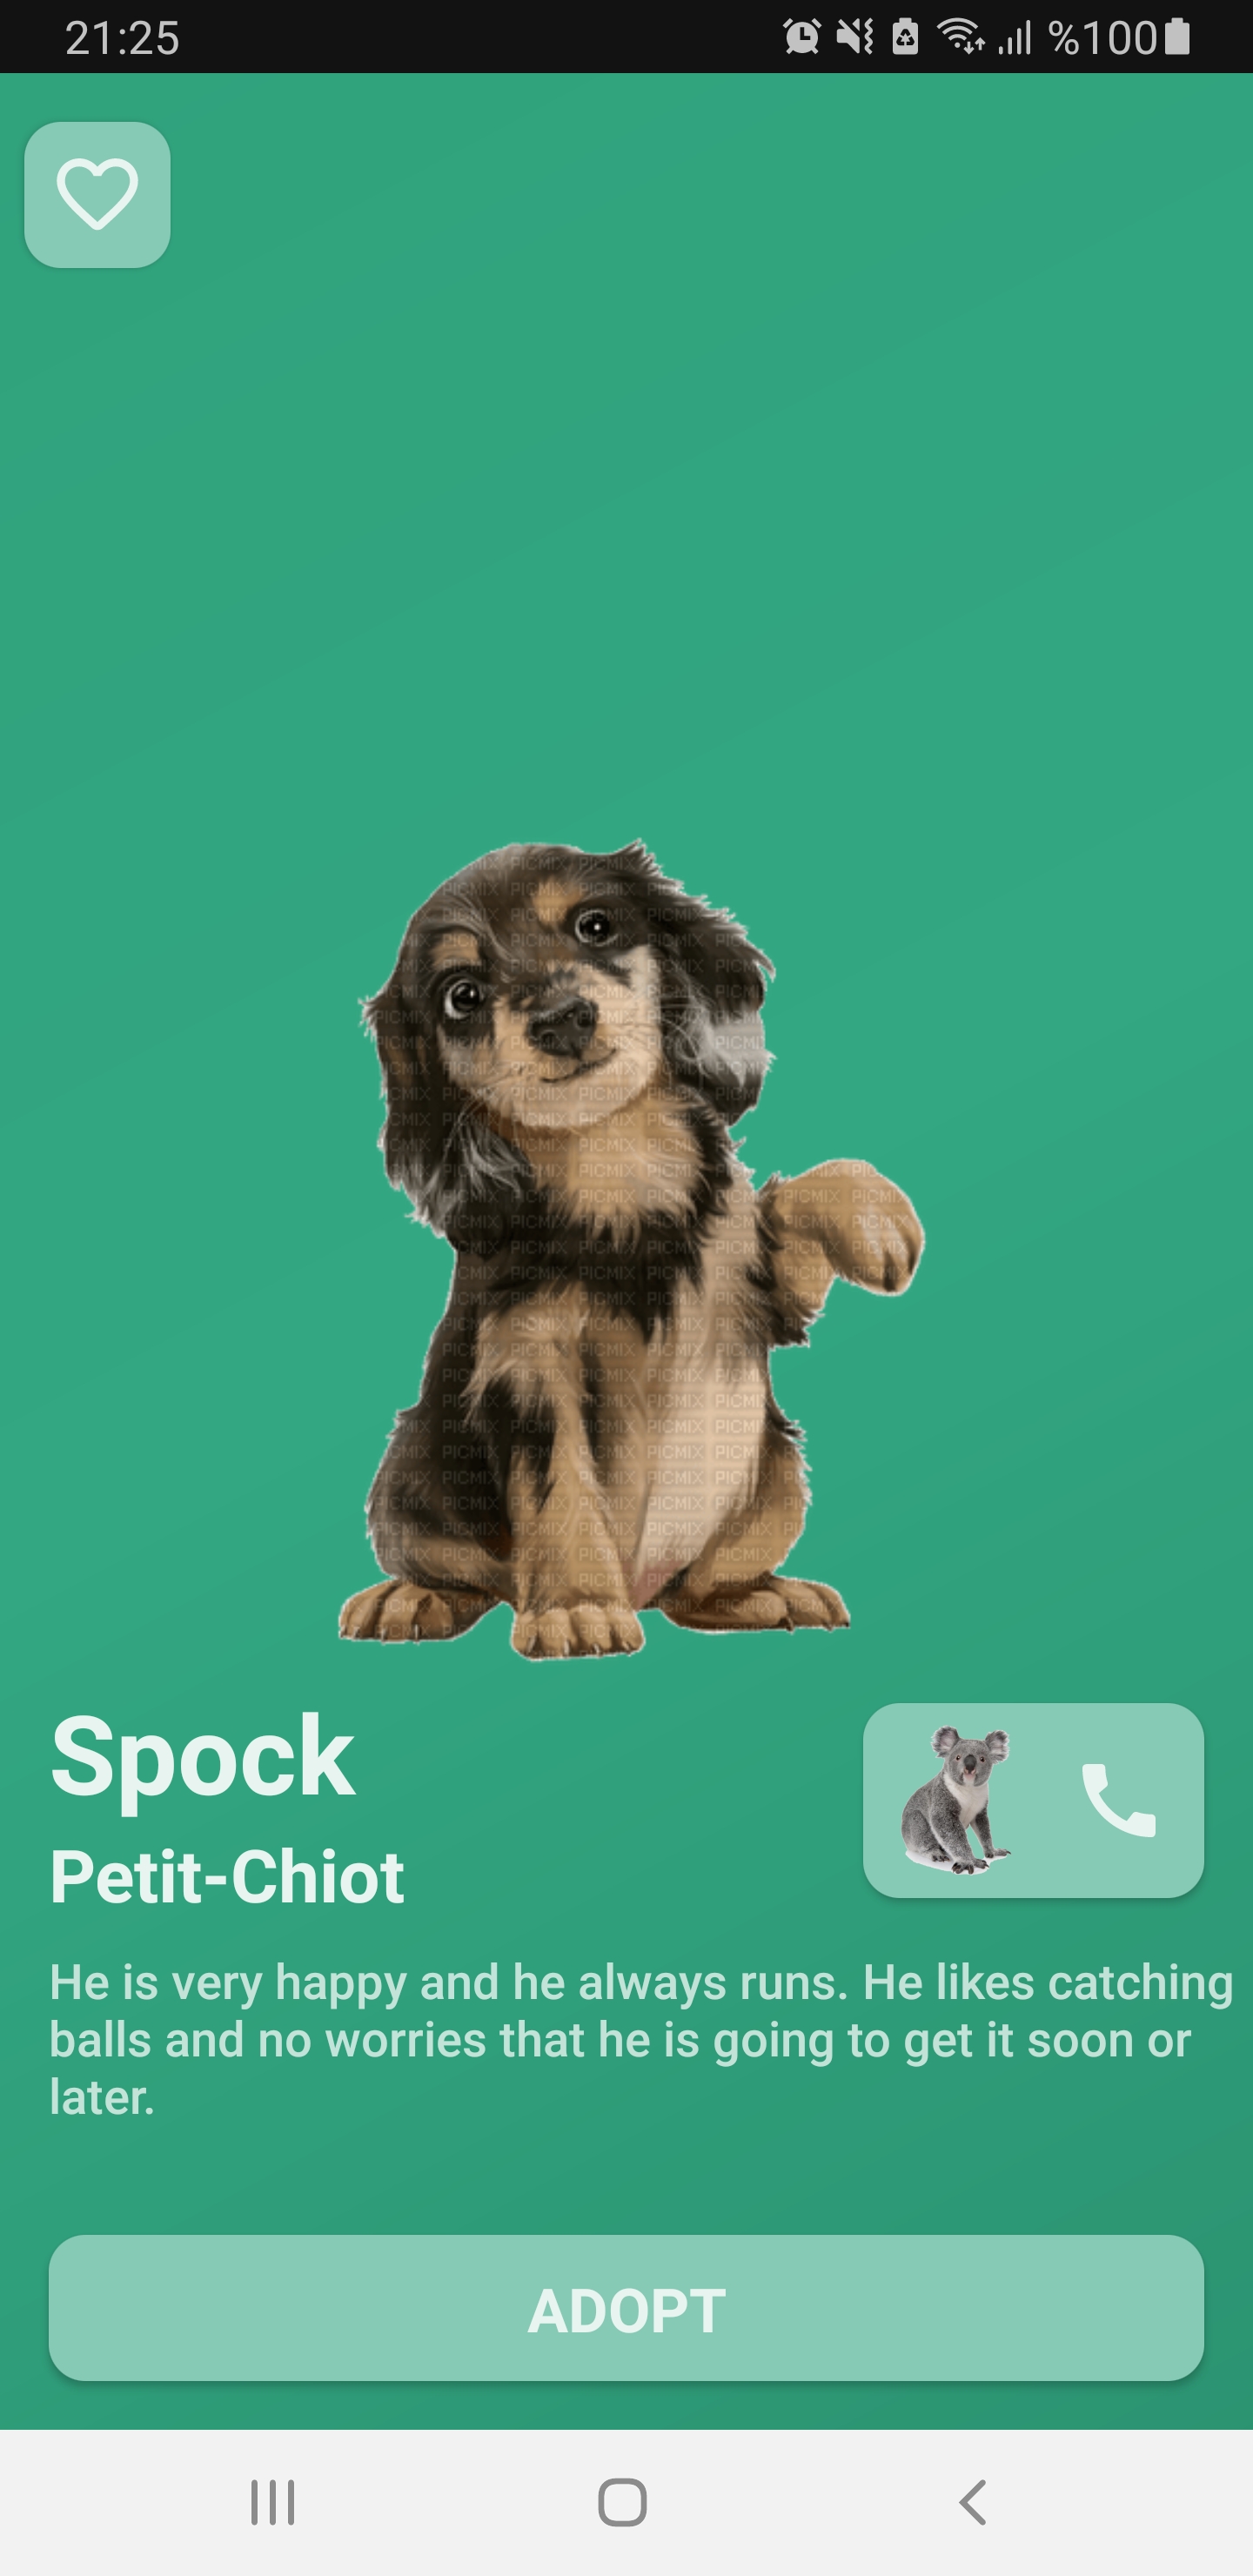 21:25
%100
PICMIX
Spock
Petit-Chiot
He is very happy and he always runs. He likes catching
balls and no worries that he is going to get it soon or
later.
ADOPT